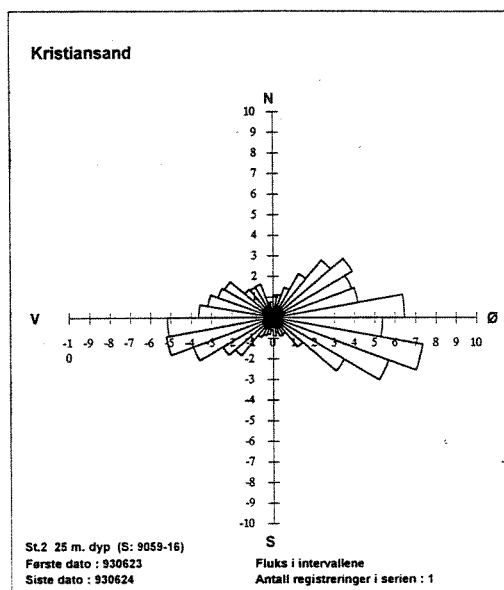 Kristiansand
N
10
9
8
7
6
5
4
3
2
1
0
V
Ø
-1 -9 -8 -7 -6 -5 -4 -3 -2 -1 0 1 2 3 4 5 6 7 8 9 10
0
-2
-3
-4
-5
-6
-7
-8
-9
-10
S
St.2 25 m. dyp (S: 9059-16)
Første dato : 930623
Siste dato : 930624
Fluks i intervallene
Antall registreringer i serien : 1